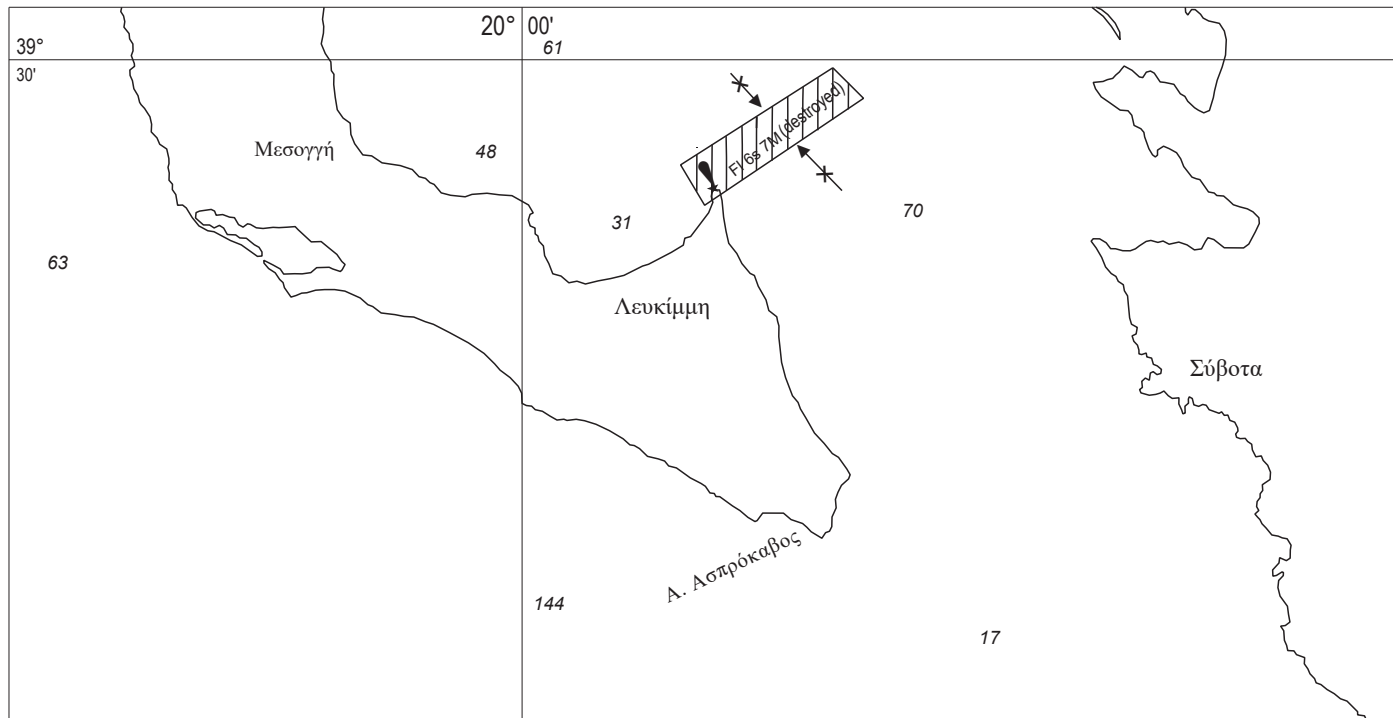 20° 00'
39°
30'
61
Μεσογγή
48
Fl 6s 7M (destroyed)
31
70
63
Λευκίμμη
Σύβοτα
Α. Ασπρόκαβος
144
17